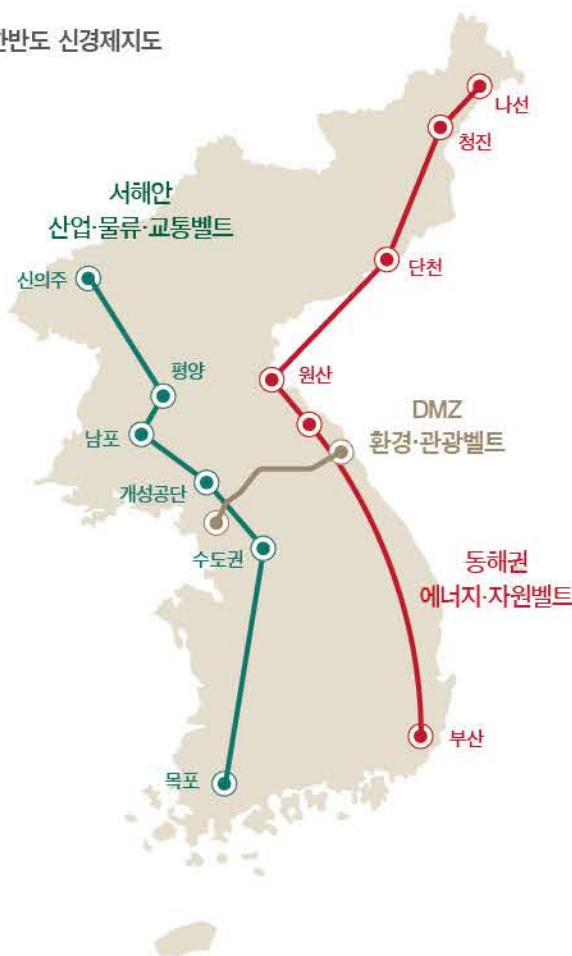 한반도 신경제지도
나선
청진
서해안
산업·물류·교통벨트
단천
신의주
평양
원산
DMZ
환경·관광벨트
남포
개성공단
수도권
동해권
에너지·자원벨트
부산
목포